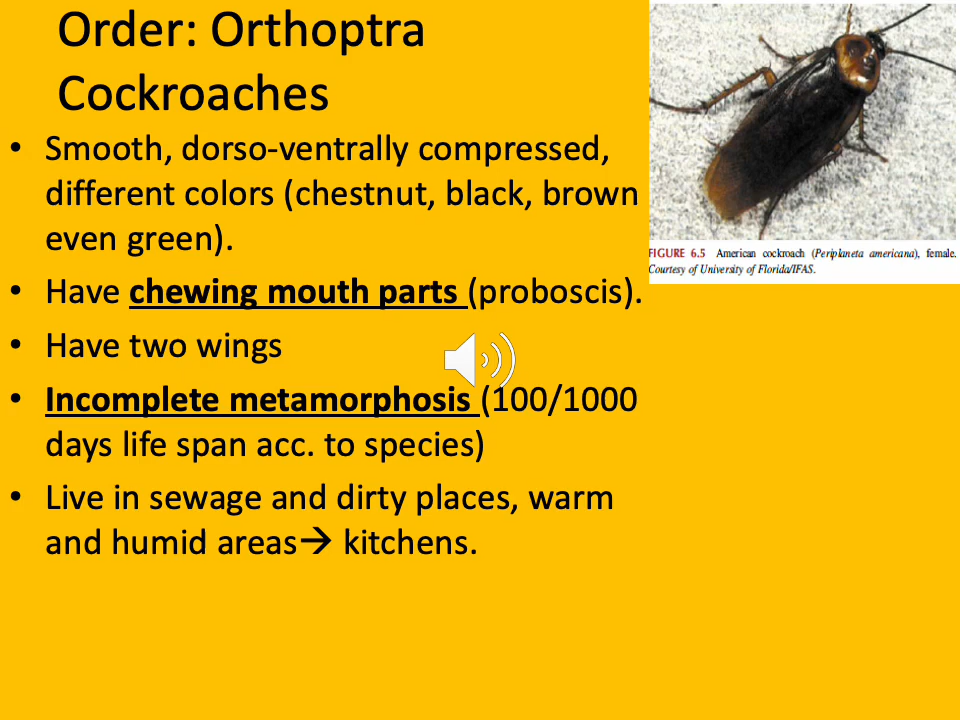 Order: Orthoptra
Cockroaches
• Smooth, dorso-ventrally compressed,
different colors (chestnut, black, brown
even green).
• Have chewing mouth parts (proboscis).
• Have two wings
• Incomplete metamorphosis (100/1000
days life span acc. to species)
• Live in sewage and dirty places, warm
and humid areas→ kitchens.
FIGURE 6.5 American cockroach (Periplaneta americana), female.
Courtesy of University of Florida/IFAS.